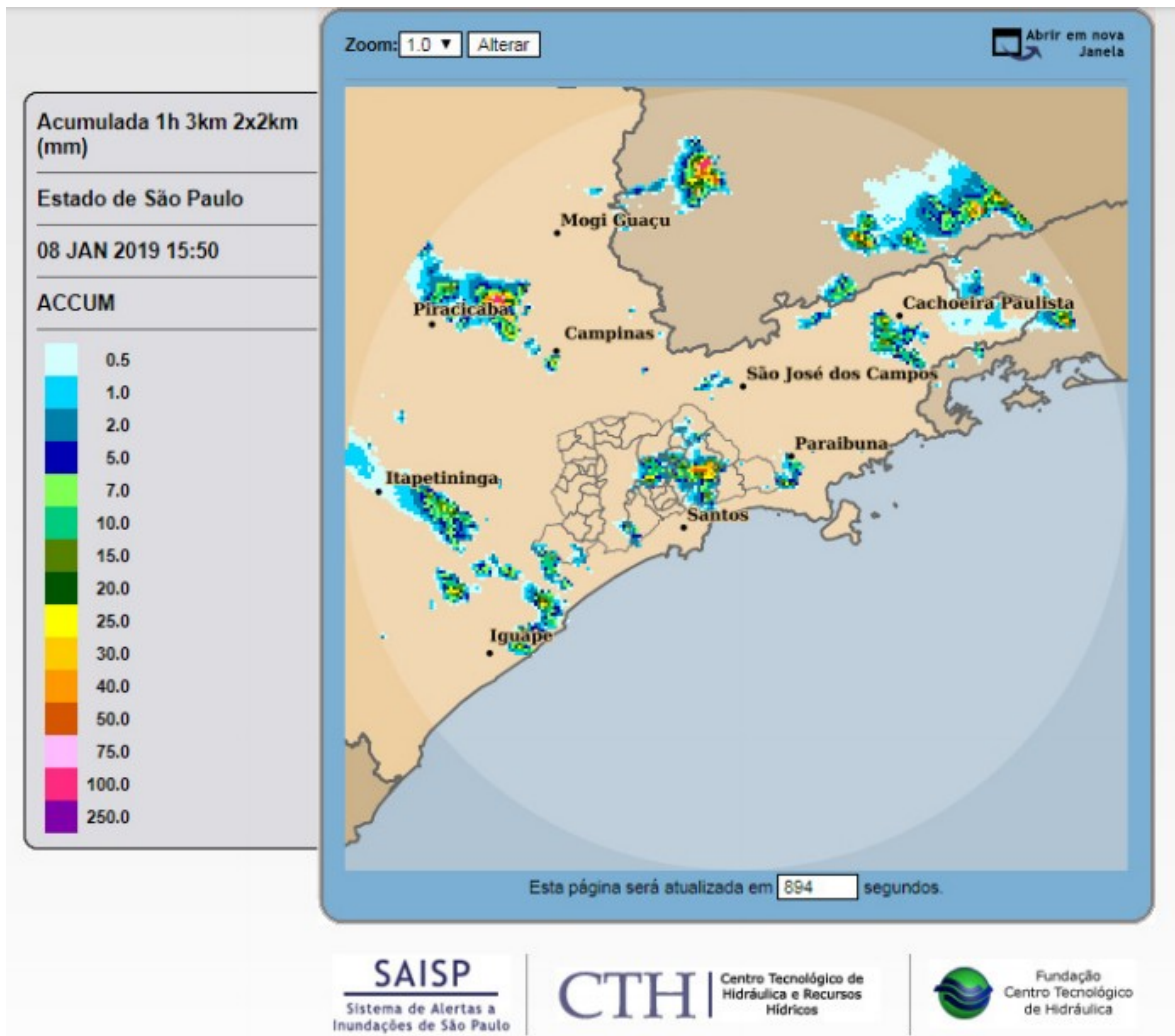 Zoom: 1.0 Alterar
Abrir em nova
Janela
Acumulada 1h 3km 2x2km
(mm)
Estado de São Paulo
08 JAN 2019 15:50
ACCUM
0.5
1.0
2.0
5.0
7.0
10.0
15.0
20.0
25.0
30.0
40.0
50.0
75.0
100.0
250.0
Mogi Guaçu
Piracicaba
Campinas
Cachoeira Paulista
São José dos Campos
Paraibuna
Itapetininga
Santos
Iguape
Esta página será atualizada em 894 segundos.
SAISP
Sistema de Alertas a
Inundações de São Paulo
CTH
Centro Tecnológico de
Hidráulica e Recursos
Hídricos
Fundação
Centro Tecnológico
de Hidráulica